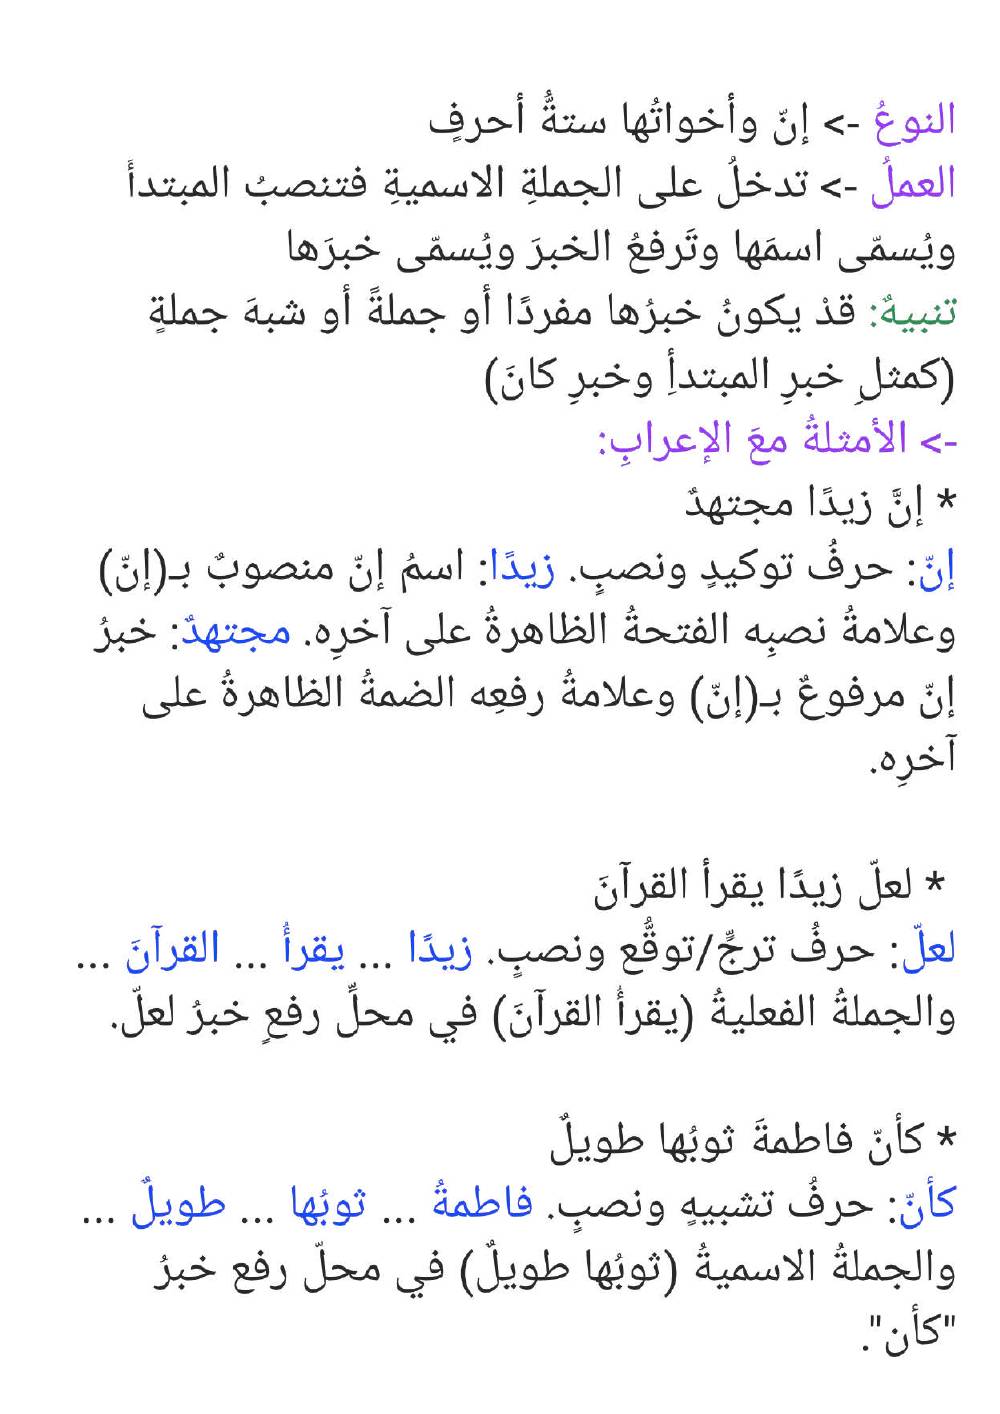 النوعُ -> إنّ وأخواتُها ستةُّ أحرفٍ
العملُ -> تدخلُ على الجملةِ الاسميةِ فتنصبُ المبتدأَ
ويُسمّى اسمَها وتَرفعُ الخبرَ ويُسمّى خبرَها
تنبيهٌ: قدْ يكونُ خبرُها مفردًا أو جملةً أو شبهَ جملةٍ
(كمثلِ خبرِ المبتدأِ وخبرِ كانَ)
-> الأمثلةُ معَ الإعرابِ:
* إنَّ زيدًا مجتهدٌ
إنّ: حرفُ توكيدٍ ونصبٍ. زيدًا: اسمُ إنّ منصوبٌ بـ(إنّ)
وعلامةُ نصبِه الفتحةُ الظاهرةُ على آخرِه. مجتهدٌ: خبرُ
إنّ مرفوعٌ بـ(إنّ) وعلامةُ رفعِه الضمةُ الظاهرةُ على
آخرِه.
* لعلّ زيدًا يقرأ القرآنَ
لعلّ: حرفُ ترجٍّ/توقُّع ونصبٍ. زيدًا ... يقرأُ ... القرآنَ ...
والجملةُ الفعليةُ (يقرأُ القرآنَ) في محلِّ رفعٍ خبرُ لعلّ.
* كأنّ فاطمةَ ثوبُها طويلٌ
كأنّ: حرفُ تشبيهٍ ونصبٍ. فاطمةُ ... ثوبُها ... طويلٌ ...
والجملةُ الاسميةُ (ثوبُها طويلٌ) في محلّ رفع خبرُ
"كأن".